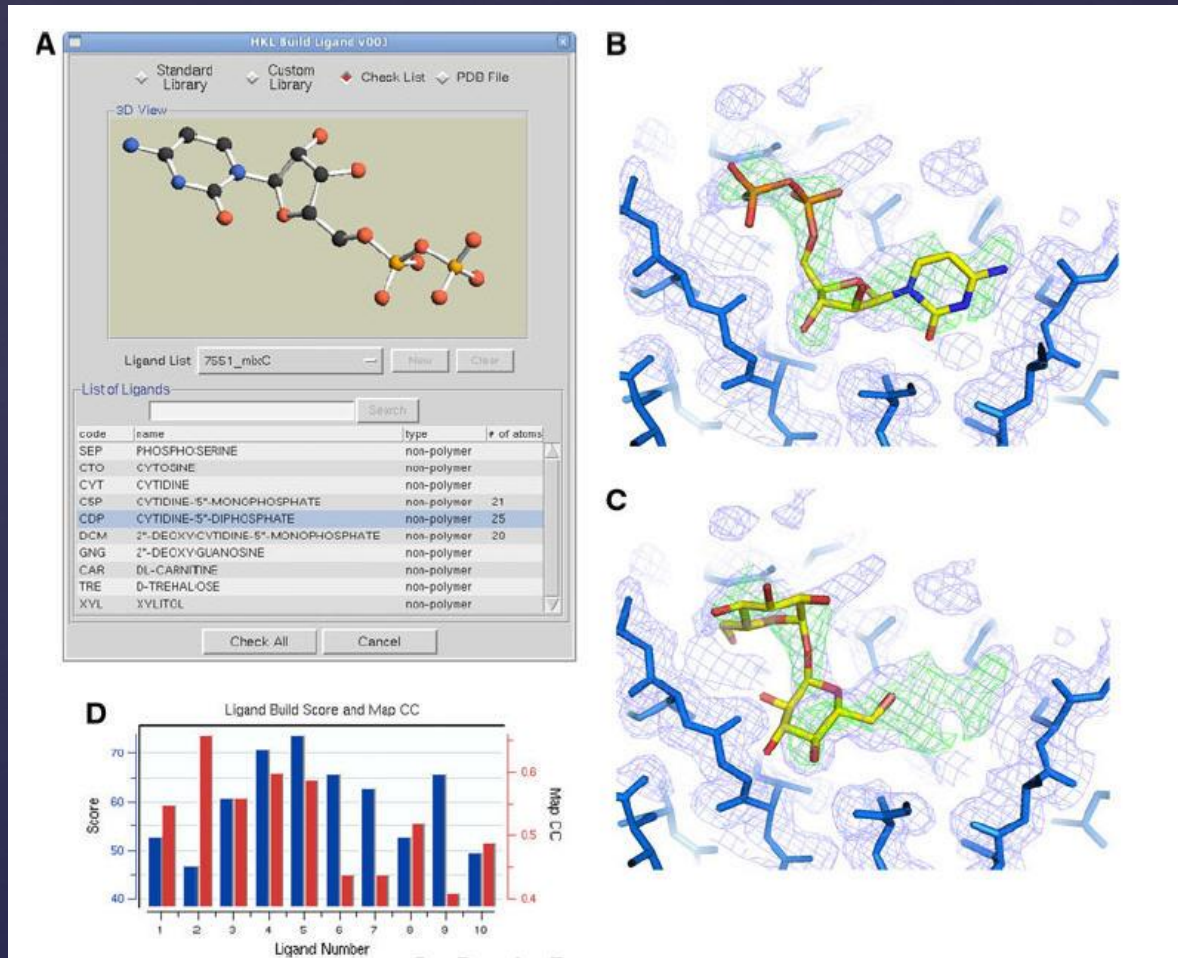 A
HKL Build Ligand v003
Standard Library
Custom Library
Check List
PDB File
3D View
Ligand List 7551_mixC New Clear
List of Ligands
Search
code name type # of atoms
SEP PHOSPHOSERINE non-polymer
CTO CYTOSINE non-polymer
CYT CYTIDINE non-polymer
C5P CYTIDINE-5"-MONOPHOSPHATE non-polymer 21
CDP CYTIDINE-5"-DIPHOSPHATE non-polymer 25
DCM 2"-DEOXYCYTIDINE-5"-MONOPHOSPHATE non-polymer 20
GNG 2"-DEOXYGUANOSINE non-polymer
CAR DL-CARNITINE non-polymer
TRE D-TREHALOSE non-polymer
XYL XYLITOL non-polymer
Check All Cancel
B
C
D
Ligand Build Score and Map CC
Score
70
60
50
40
Map CC
0.6
0.5
0.4
1 2 3 4 5 6 7 8 9 10
Ligand Number